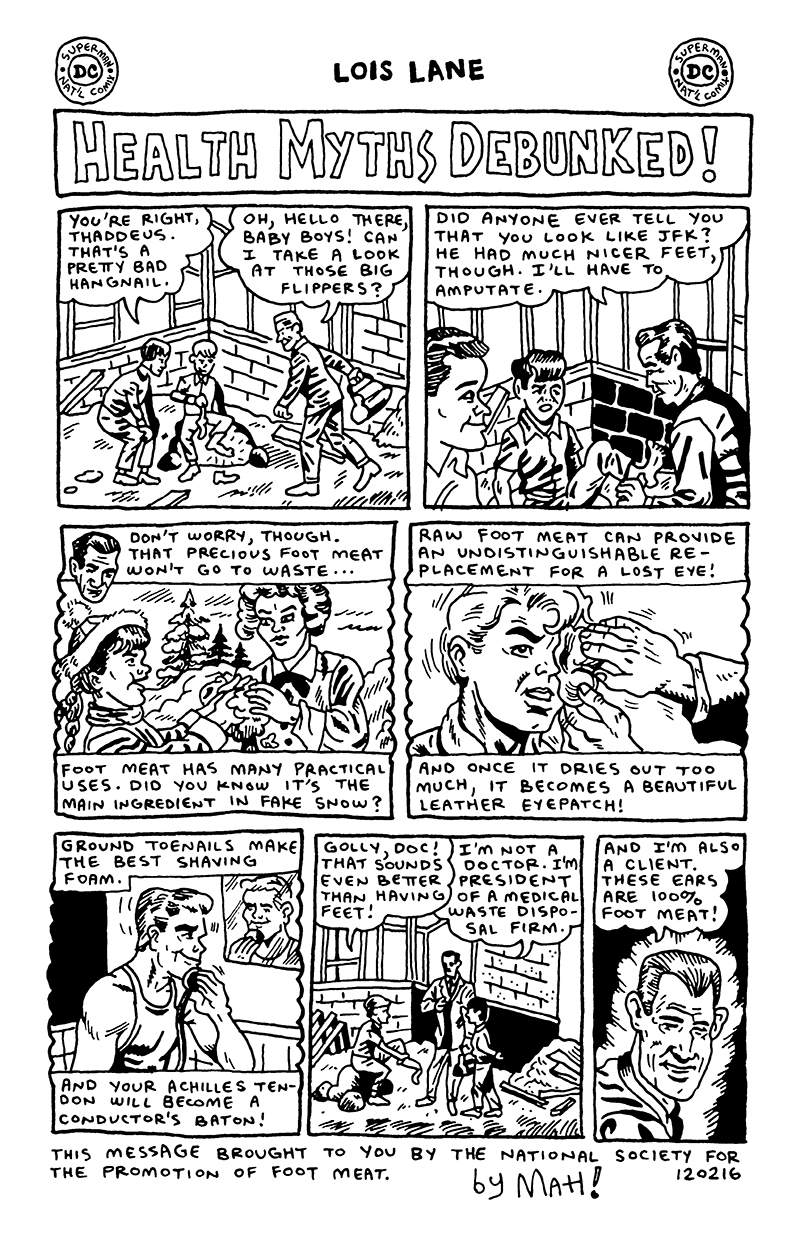 SUPERMAN
DC
NAT'L COMIX
LOIS LANE
SUPERMAN
DC
NAT'L COMIX
HEALTH MYTHS DEBUNKED!
YOU'RE RIGHT,
THADDEUS.
THAT'S A
PRETTY BAD
HANGNAIL.
OH, HELLO THERE,
BABY BOYS! CAN
I TAKE A LOOK
AT THOSE BIG
FLIPPERS?
DID ANYONE EVER TELL YOU
THAT YOU LOOK LIKE JFK?
HE HAD MUCH NICER FEET,
THOUGH. I'LL HAVE TO
AMPUTATE.
DON'T WORRY, THOUGH.
THAT PRECIOUS FOOT MEAT
WON'T GO TO WASTE...
FOOT MEAT HAS MANY PRACTICAL
USES. DID YOU KNOW IT'S THE
MAIN INGREDIENT IN FAKE SNOW?
RAW FOOT MEAT CAN PROVIDE
AN UNDISTINGUISHABLE RE-
PLACEMENT FOR A LOST EYE!
AND ONCE IT DRIES OUT TOO
MUCH, IT BECOMES A BEAUTIFUL
LEATHER EYEPATCH!
GROUND TOENAILS MAKE
THE BEST SHAVING
FOAM.
AND YOUR ACHILLES TEN-
DON WILL BECOME A
CONDUCTOR'S BATON!
GOLLY, DOC!
THAT SOUNDS
EVEN BETTER
THAN HAVING
FEET!
I'M NOT A
DOCTOR. I'M
PRESIDENT
OF A MEDICAL
WASTE DISPO-
SAL FIRM.
AND I'M ALSO
A CLIENT.
THESE EARS
ARE 100%
FOOT MEAT!
THIS MESSAGE BROUGHT TO YOU BY THE NATIONAL SOCIETY FOR
THE PROMOTION OF FOOT MEAT.
by MAH!
120216